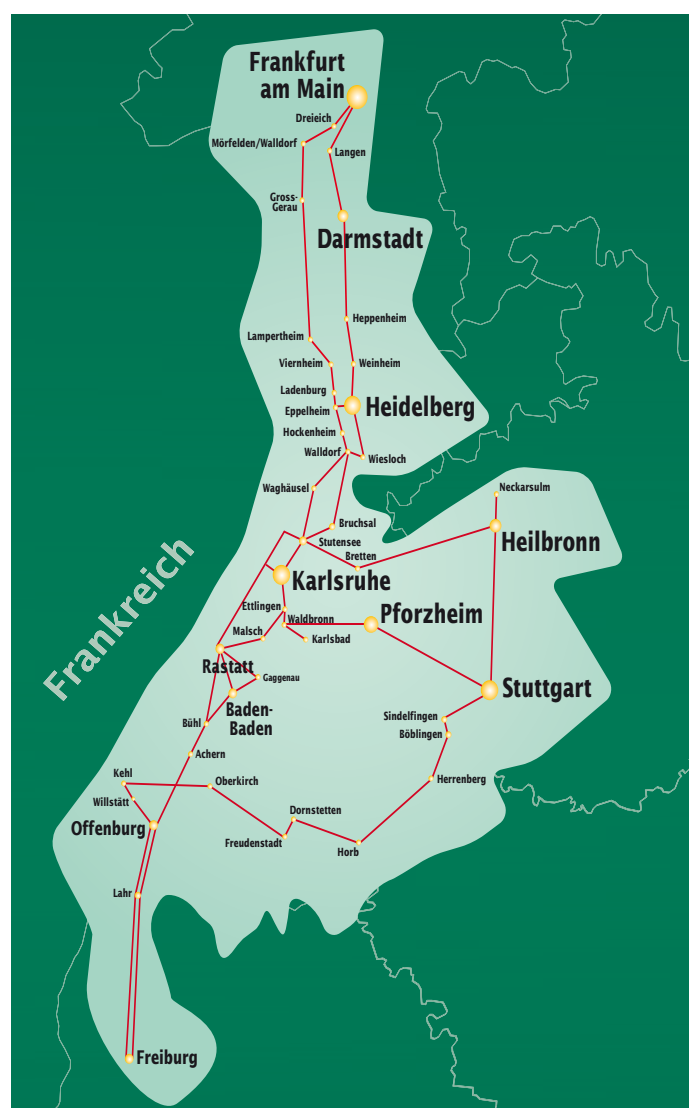 Frankfurt
am Main
Dreieich
Mörfelden/Walldorf
Langen
Gross-
Gerau
Darmstadt
Heppenheim
Lampertheim
Viernheim
Weinheim
Ladenburg
Eppelheim
Heidelberg
Hockenheim
Walldorf
Wiesloch
Waghäusel
Neckarsulm
Bruchsal
Stutensee
Heilbronn
Bretten
Frankreich
Karlsruhe
Ettlingen
Waldbronn
Pforzheim
Malsch
Karlsbad
Rastatt
Gaggenau
Stuttgart
Baden-
Baden
Bühl
Sindelfingen
Böblingen
Achern
Kehl
Oberkirch
Herrenberg
Willstätt
Dornstetten
Offenburg
Freudenstadt
Horb
Lahr
Freiburg